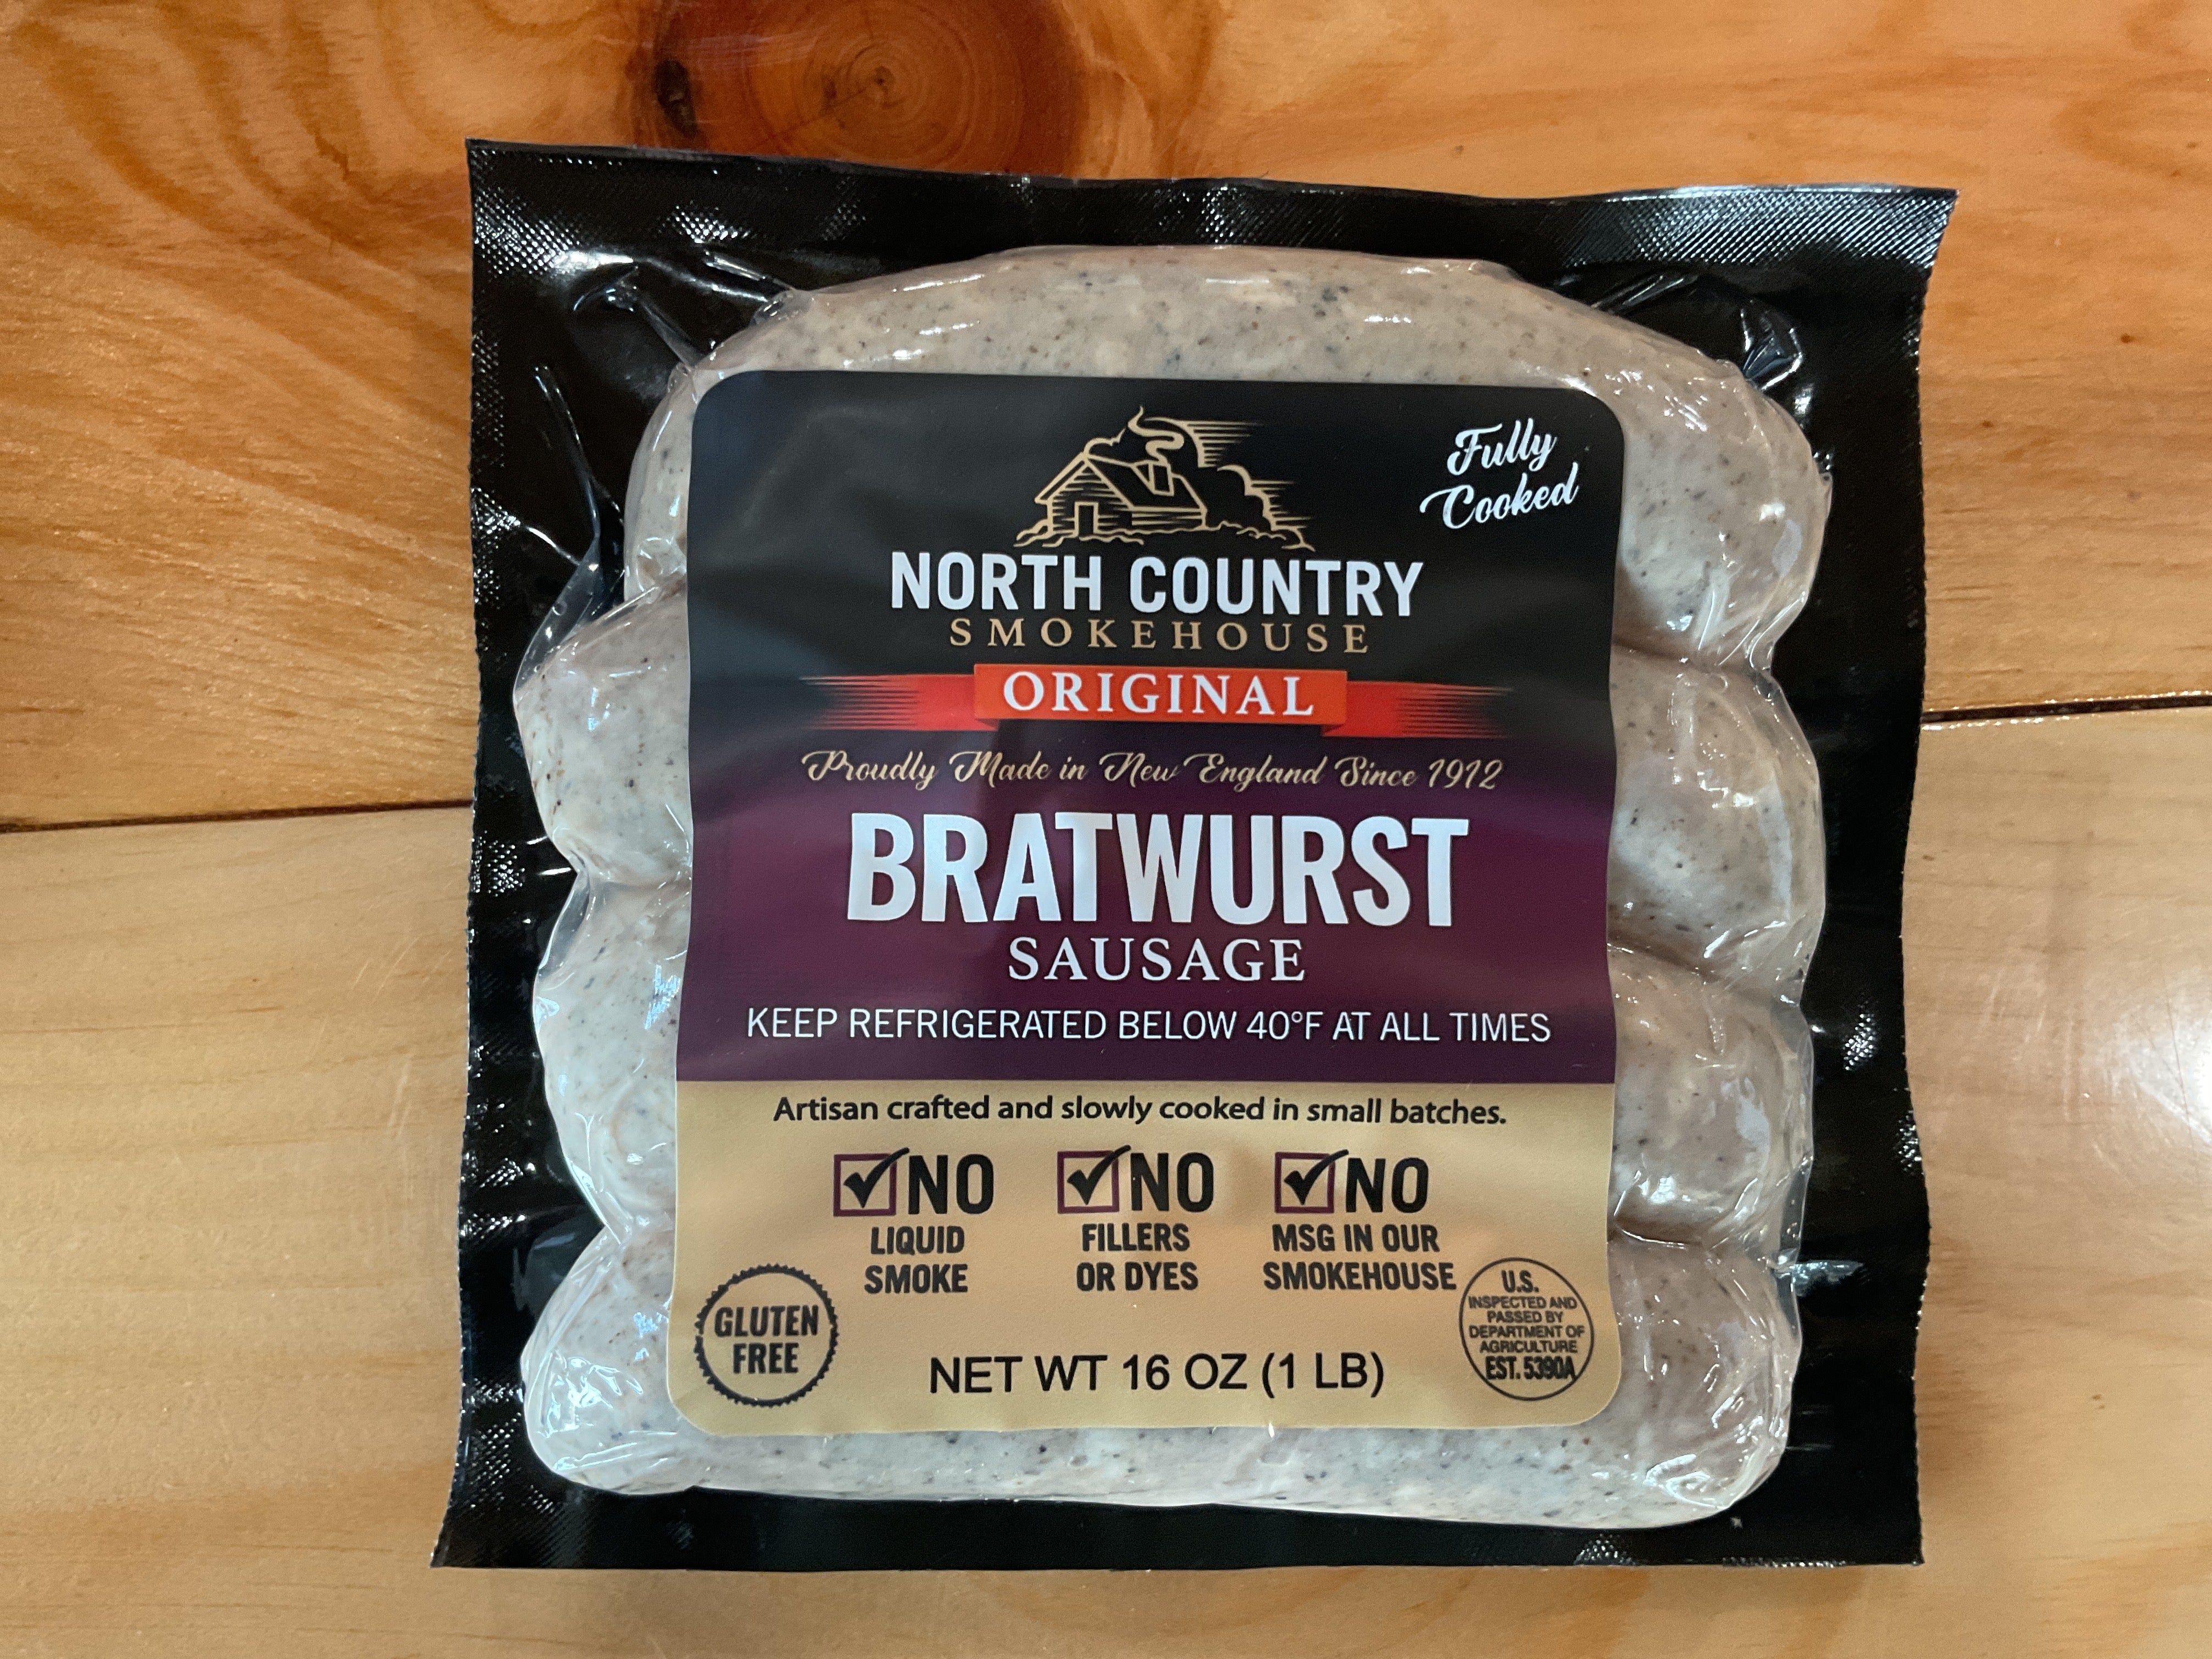 Fully
Cooked
NORTH COUNTRY
SMOKEHOUSE
ORIGINAL
Proudly Made in New England Since 1912
BRATWURST
SAUSAGE
KEEP REFRIGERATED BELOW 40°F AT ALL TIMES
Artisan crafted and slowly cooked in small batches.
NO
LIQUID
SMOKE
NO
FILLERS
OR DYES
NO
MSG IN OUR
SMOKEHOUSE
GLUTEN
FREE
NET WT 16 OZ (1 LB)
U.S.
INSPECTED AND
PASSED BY
DEPARTMENT OF
AGRICULTURE
EST. 5390A